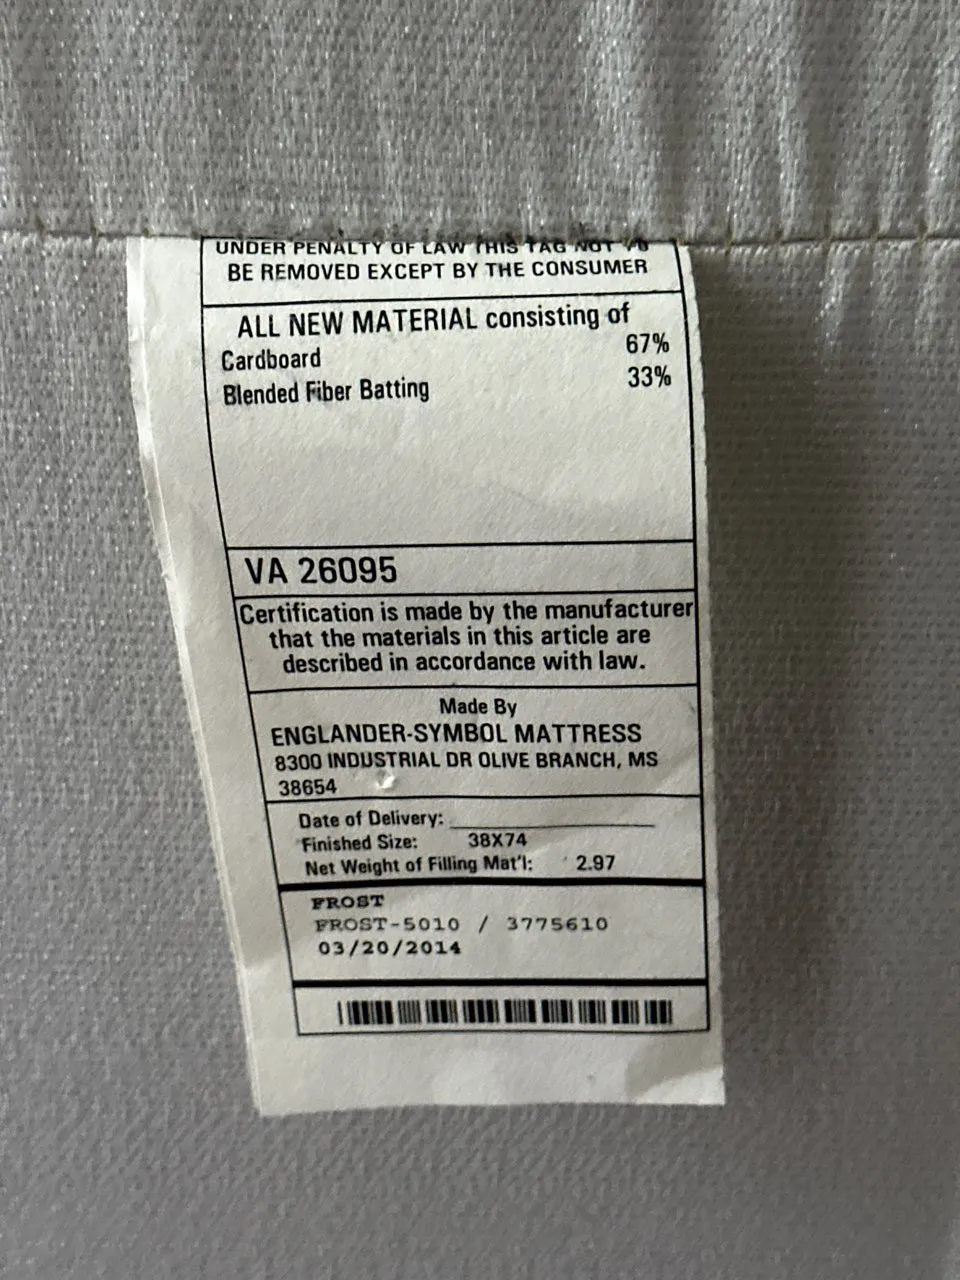 UNDER PENALTY OF LAW THIS TAG NOT TO
BE REMOVED EXCEPT BY THE CONSUMER
ALL NEW MATERIAL consisting of
Cardboard 67%
Blended Fiber Batting 33%
VA 26095
Certification is made by the manufacturer
that the materials in this article are
described in accordance with law.
Made By
ENGLANDER-SYMBOL MATTRESS
8300 INDUSTRIAL DR OLIVE BRANCH, MS
38654
Date of Delivery:
Finished Size: 38X74
Net Weight of Filling Mat'l: 2.97
FROST
FROST-5010 / 3775610
03/20/2014